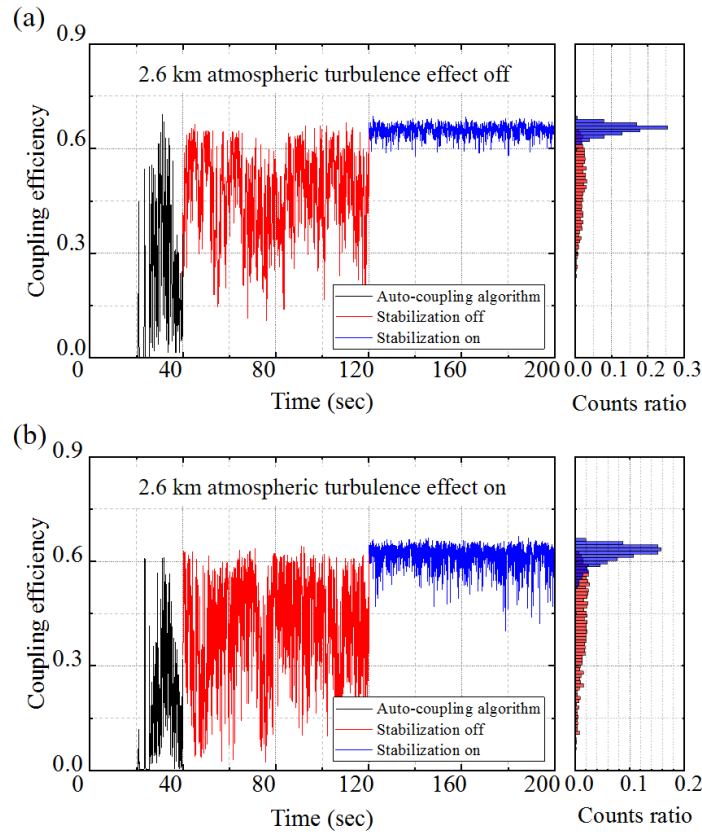 (a)
0.9
0.6
0.3
0.0
Coupling efficiency
2.6 km atmospheric turbulence effect off
Auto-coupling algorithm
Stabilization off
Stabilization on
40 80 120 160 200
Time (sec)
0.0 0.1 0.2 0.3
Counts ratio
(b)
0.9
0.6
0.3
0.0
Coupling efficiency
2.6 km atmospheric turbulence effect on
Auto-coupling algorithm
Stabilization off
Stabilization on
40 80 120 160 200
Time (sec)
0.0 0.1 0.2
Counts ratio